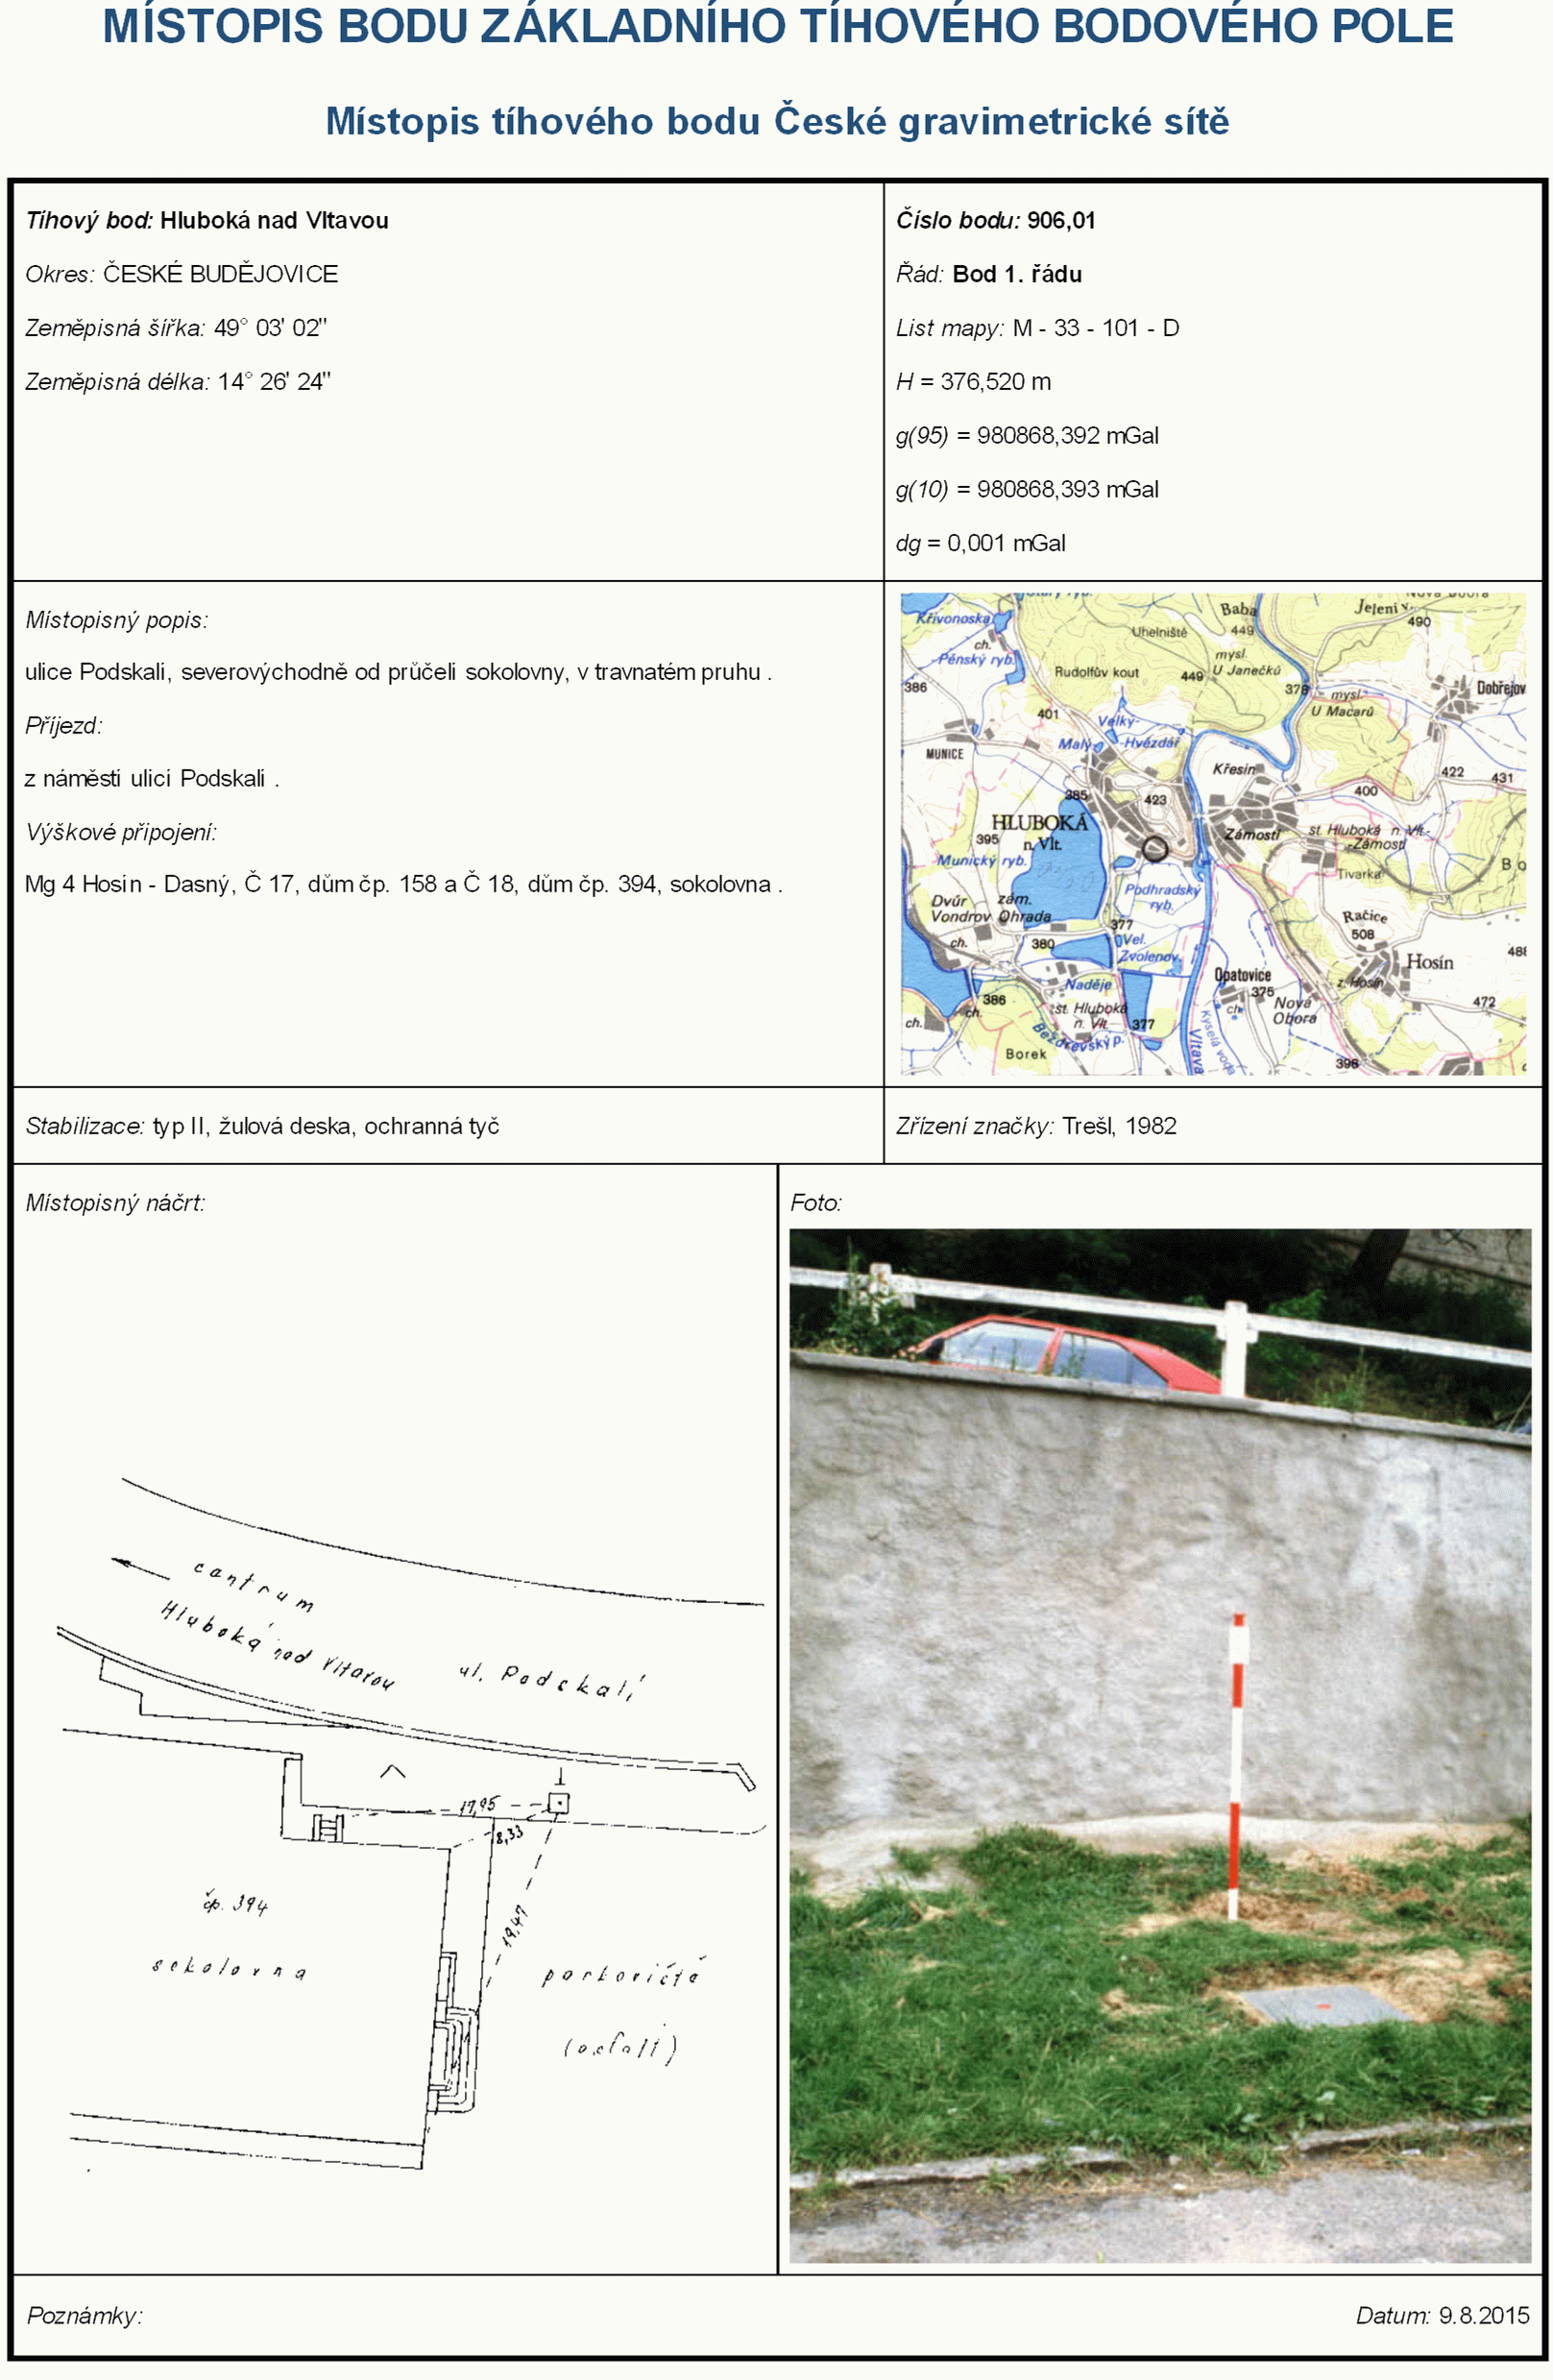 MÍSTOPIS BODU ZÁKLADNÍHO TÍHOVÉHO BODOVÉHO POLE
Místopis tíhového bodu České gravimetrické sítě
Tíhový bod: Hluboká nad Vltavou
Okres: ČESKÉ BUDĚJOVICE
Zeměpisná šířka: 49° 03' 02"
Zeměpisná délka: 14° 26' 24"
Číslo bodu: 906,01
Řád: Bod 1. řádu
List mapy: M - 33 - 101 - D
H = 376,520 m
g(95) = 980868,392 mGal
g(10) = 980868,393 mGal
dg = 0,001 mGal
Místopisný popis:
ulice Podskalí, severovýchodně od průčelí sokolovny, v travnatém pruhu .
Příjezd:
z náměstí ulicí Podskalí .
Výškové připojení:
Mg 4 Hosín - Dasný, Č 17, dům čp. 158 a Č 18, dům čp. 394, sokolovna .
Křivonoska
ch.
Pěnský ryb.
386
Uhelniště
Baba
449
Jelení v.
490
mysl.
U Janečků
449
Rudolfův kout
376
mysl.
U Macarů
Dobřejov
401
Velký
Hvězdář
Malý
MUNICE
Křesín
422
431
400
385
423
HLUBOKÁ
n. Vlt.
395
Munický ryb.
Zámostí
st. Hluboká n. Vlt.-
-Zámostí
Tivarka
Podhradský
ryb.
Dvůr
Vondrov
zám.
Ohrada
377
Račice
508
ch.
380
Vel.
Zvolenov.
Hosín
488
Opatovice
375
ch.
z. Hosín
Naděje
386
ch.
st. Hluboká
n. Vlt.
377
Nová
Obora
472
ch.
Bezdrevský p.
Borek
Vltava
Kyselá voda
398
Stabilizace: typ II, žulová deska, ochranná tyč
Zřízení značky: Trešl, 1982
Místopisný náčrt:
Foto:
centrum
Hluboká nad Vltavou
ul. Podskalí
17,95
8,33
19,47
čp. 394
sokolovna
parkoviště
(asfalt)
Poznámky:
Datum: 9.8.2015